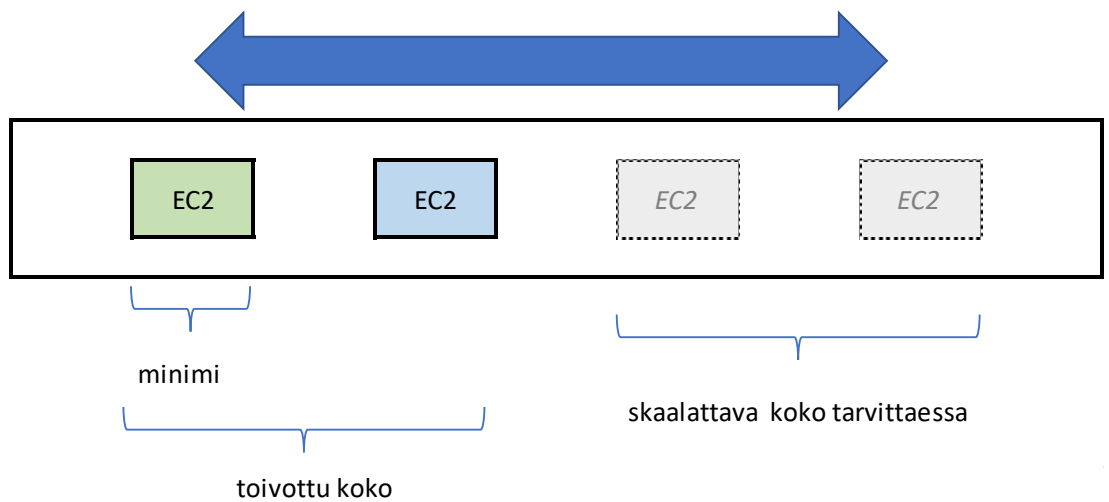 EC2 EC2 EC2 EC2
minimi
skaalattava koko tarvittaessa
toivottu koko